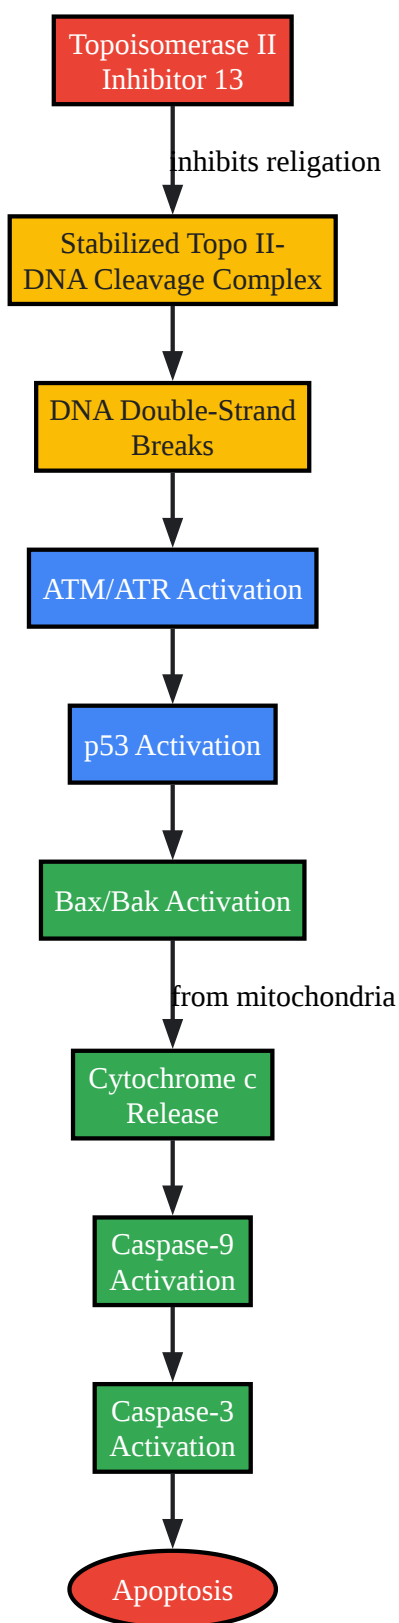 Topoisomerase II
Inhibitor 13
inhibits religation
Stabilized Topo II-
DNA Cleavage Complex
DNA Double-Strand
Breaks
ATM/ATR Activation
p53 Activation
Bax/Bak Activation
from mitochondria
Cytochrome c
Release
Caspase-9
Activation
Caspase-3
Activation
Apoptosis